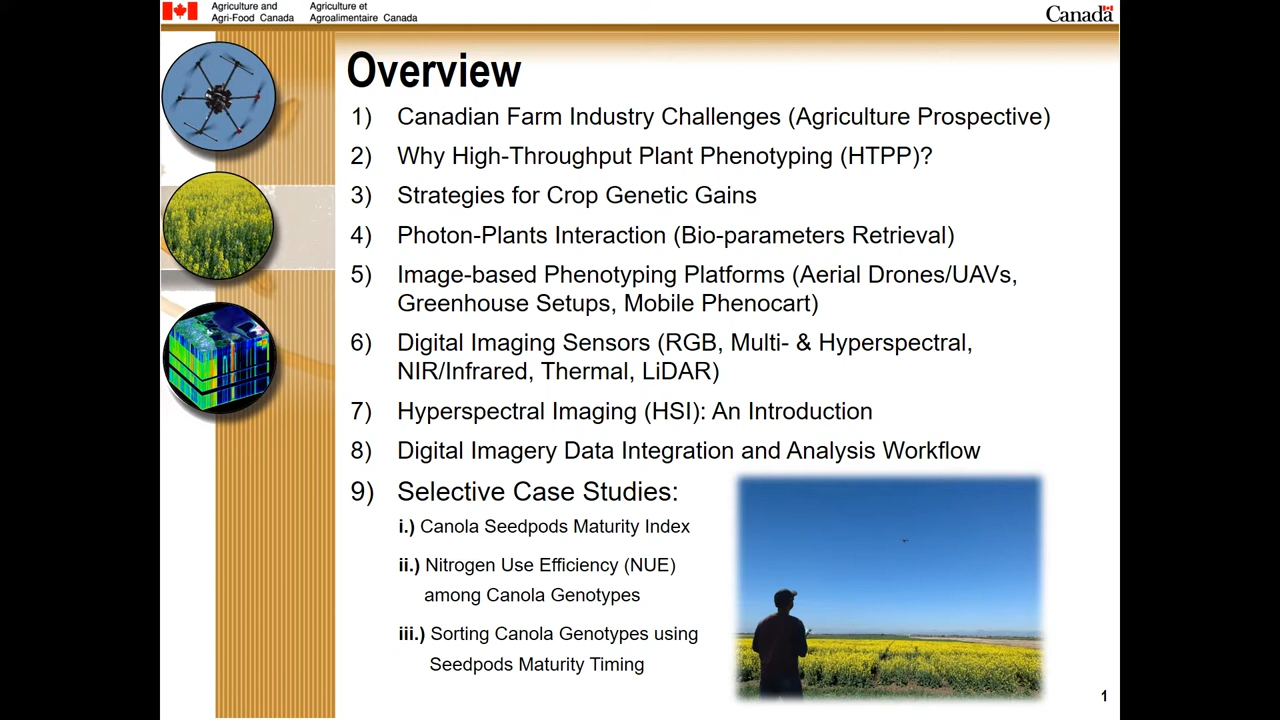 Agriculture and
Agri-Food Canada
Agriculture et
Agroalimentaire Canada
Canada
Overview
1) Canadian Farm Industry Challenges (Agriculture Prospective)
2) Why High-Throughput Plant Phenotyping (HTPP)?
3) Strategies for Crop Genetic Gains
4) Photon-Plants Interaction (Bio-parameters Retrieval)
5) Image-based Phenotyping Platforms (Aerial Drones/UAVs,
Greenhouse Setups, Mobile Phenocart)
6) Digital Imaging Sensors (RGB, Multi- & Hyperspectral,
NIR/Infrared, Thermal, LiDAR)
7) Hyperspectral Imaging (HSI): An Introduction
8) Digital Imagery Data Integration and Analysis Workflow
9) Selective Case Studies:
i.) Canola Seedpods Maturity Index
ii.) Nitrogen Use Efficiency (NUE)
among Canola Genotypes
iii.) Sorting Canola Genotypes using
Seedpods Maturity Timing
1